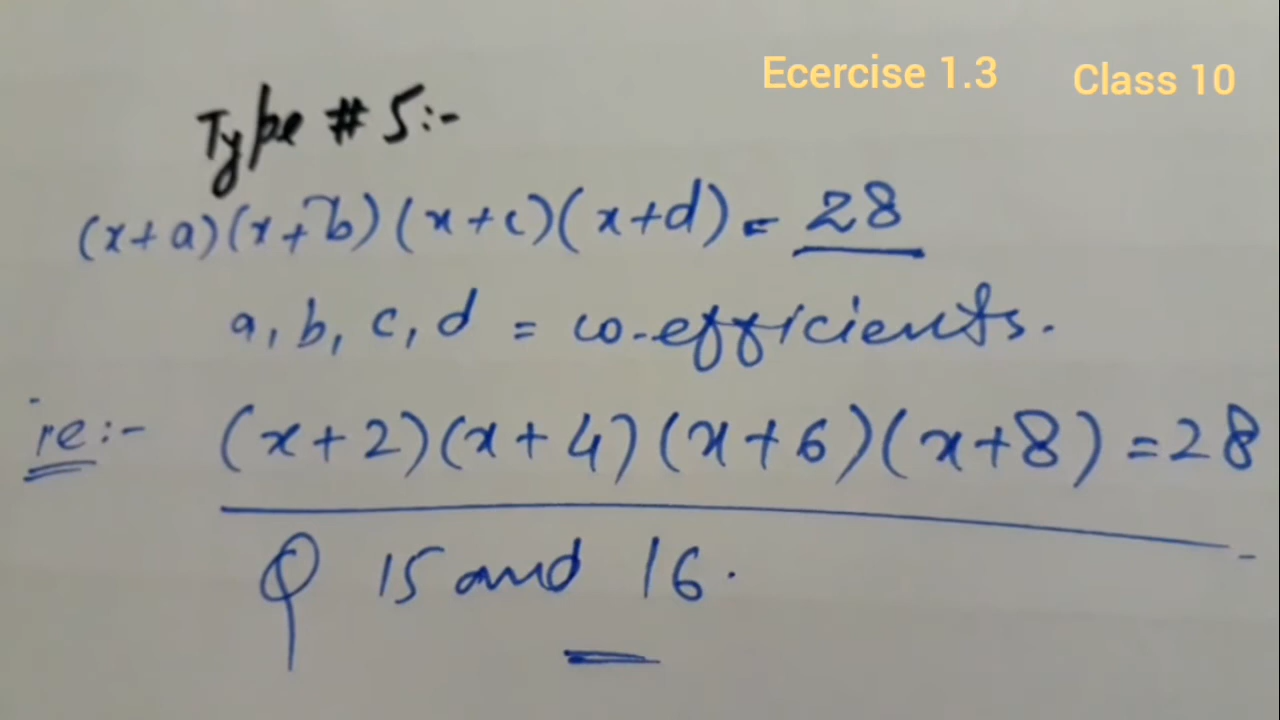 Ecercise 1.3 Class 10
Type # 5:-
(x+a)(x+b)(x+c)(x+d) = 28
a, b, c, d = co-efficients.
ie:- (x+2)(x+4)(x+6)(x+8) = 28
Q 15 and 16.